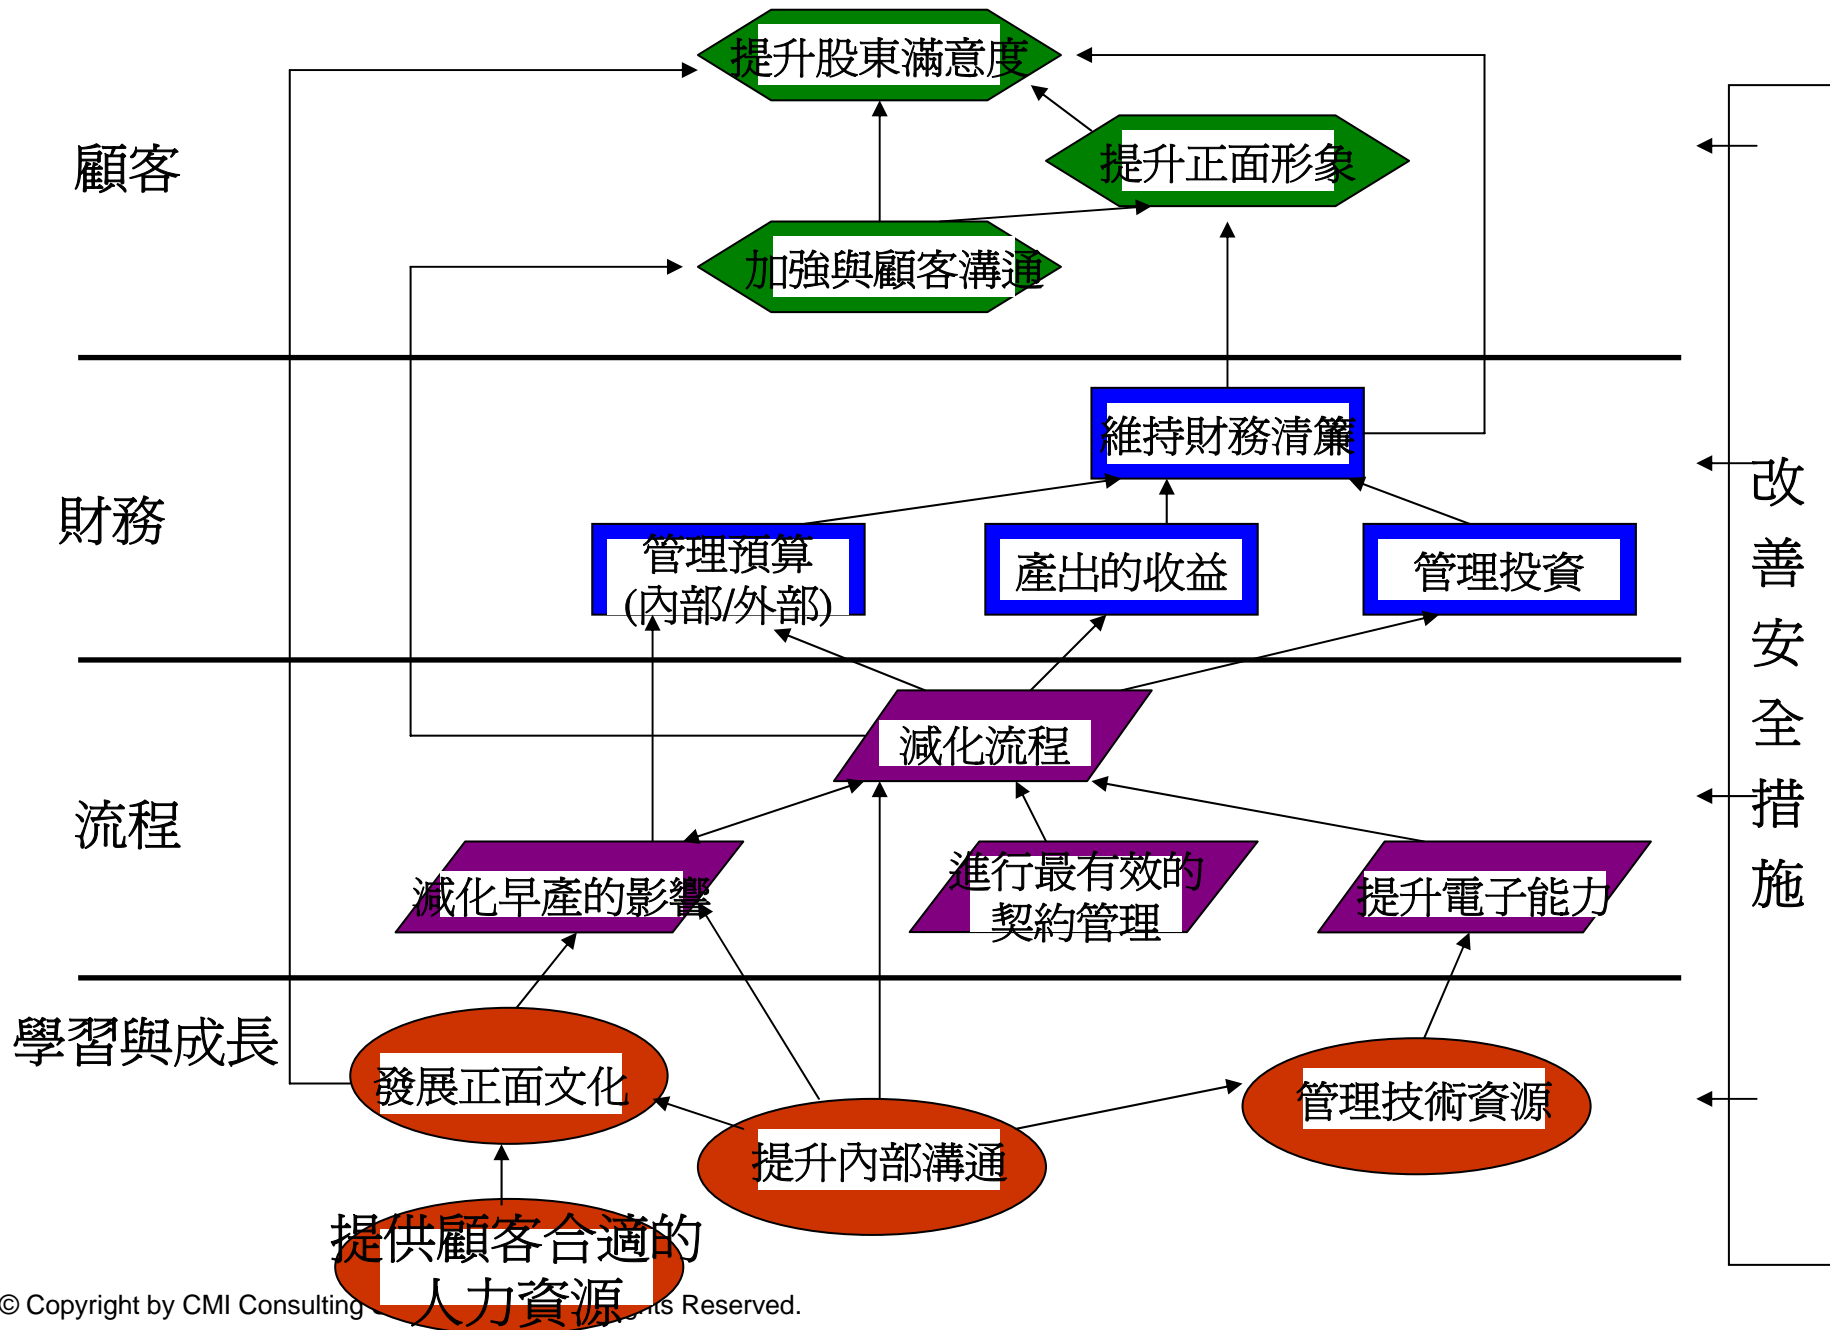 提升股東滿意度
顧客
提升正面形象
加強與顧客溝通
維持財務清簾
財務
管理預算
(內部/外部)
產出的收益
管理投資
減化流程
流程
減化早產的影響
進行最有效的
契約管理
提升電子能力
學習與成長
發展正面文化
提升內部溝通
管理技術資源
提供顧客合適的
人力資源
改
善
安
全
措
施
© Copyright by CMI Consulting Reserved.